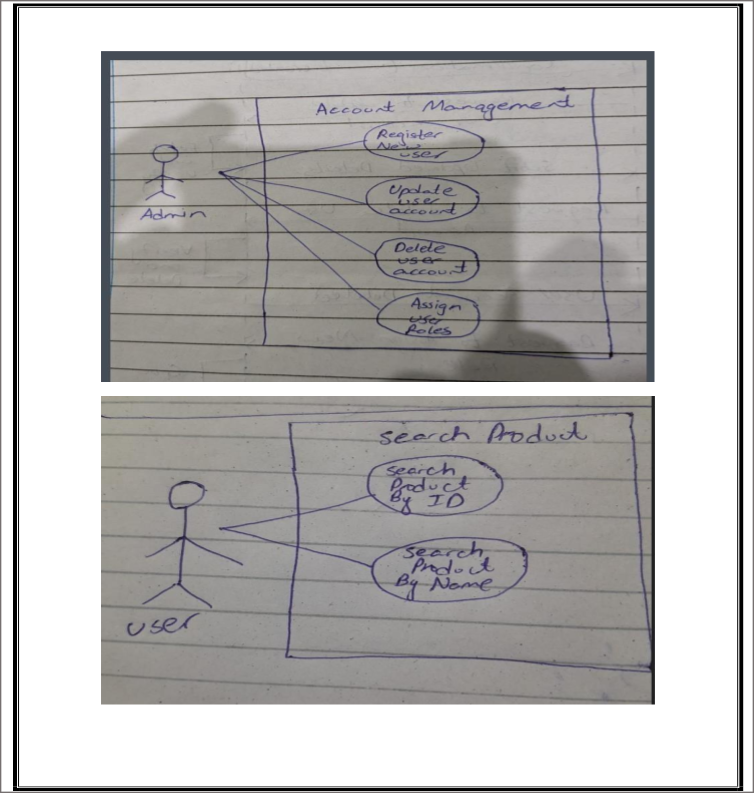 Account Management
Register
New
user
Admin
Update
user
account
Delete
user
account
Assign
user
Roles
search Product
search
Product
By ID
search
Product
By Name
user